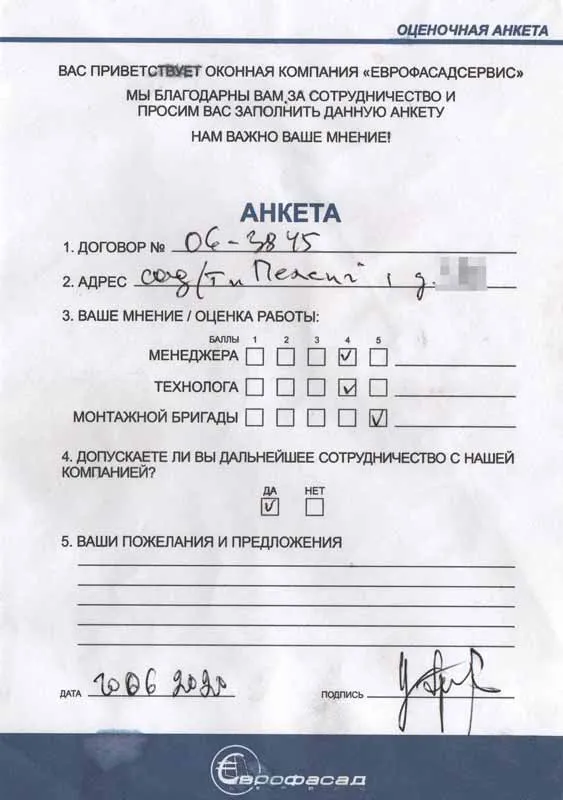 ОЦЕНОЧНАЯ АНКЕТА
ВАС ПРИВЕТСТВУЕТ ОКОННАЯ КОМПАНИЯ «ЕВРОФАСАДСЕРВИС»
МЫ БЛАГОДАРНЫ ВАМ ЗА СОТРУДНИЧЕСТВО И
ПРОСИМ ВАС ЗАПОЛНИТЬ ДАННУЮ АНКЕТУ
НАМ ВАЖНО ВАШЕ МНЕНИЕ!
АНКЕТА
1. ДОГОВОР № 06-3845
2. АДРЕС сад/т , д.
3. ВАШЕ МНЕНИЕ / ОЦЕНКА РАБОТЫ:
БАЛЛЫ 1 2 3 4 5
МЕНЕДЖЕРА
ТЕХНОЛОГА
МОНТАЖНОЙ БРИГАДЫ
4. ДОПУСКАЕТЕ ЛИ ВЫ ДАЛЬНЕЙШЕЕ СОТРУДНИЧЕСТВО С НАШЕЙ
КОМПАНИЕЙ?
ДА НЕТ
5. ВАШИ ПОЖЕЛАНИЯ И ПРЕДЛОЖЕНИЯ
ДАТА 2020 ПОДПИСЬ
Еврофасад